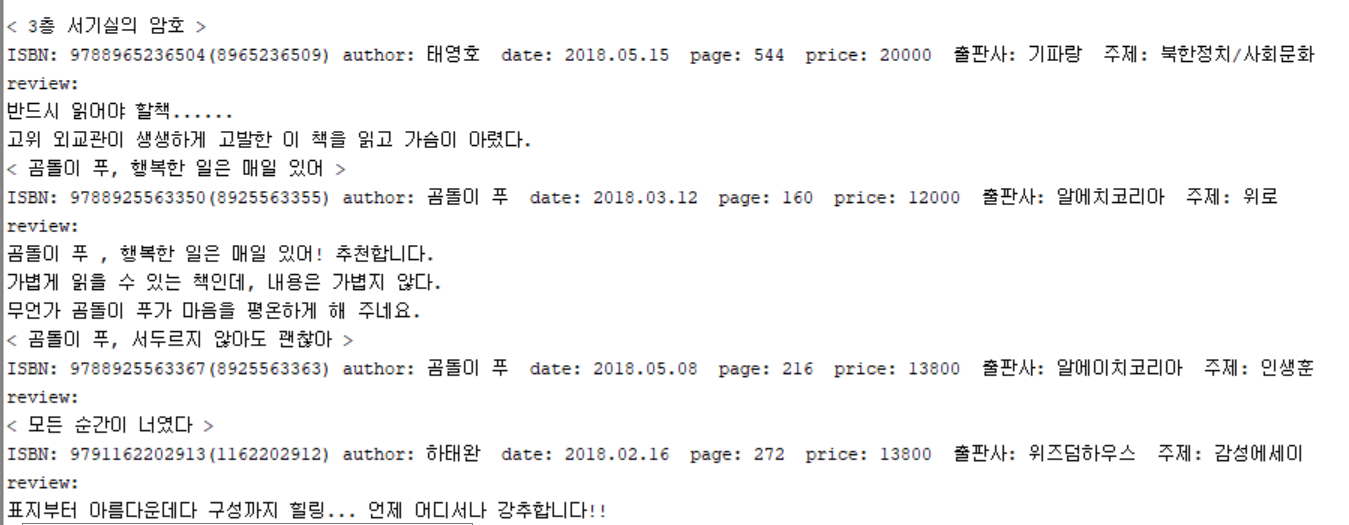 < 3층 서기실의 암호 >
ISBN: 9788965236504(8965236509) author: 태영호 date: 2018.05.15 page: 544 price: 20000 출판사: 기파랑 주제: 북한정치/사회문화
review:
반드시 읽어야 할책......
고위 외교관이 생생하게 고발한 이 책을 읽고 가슴이 아렸다.
< 곰돌이 푸, 행복한 일은 매일 있어 >
ISBN: 9788925563350(8925563355) author: 곰돌이 푸 date: 2018.03.12 page: 160 price: 12000 출판사: 알에치코리아 주제: 위로
review:
곰돌이 푸 , 행복한 일은 매일 있어! 추천합니다.
가볍게 읽을 수 있는 책인데, 내용은 가볍지 않다.
무언가 곰돌이 푸가 마음을 평온하게 해 주네요.
< 곰돌이 푸, 서두르지 않아도 괜찮아 >
ISBN: 9788925563367(8925563363) author: 곰돌이 푸 date: 2018.05.08 page: 216 price: 13800 출판사: 알에이치코리아 주제: 인생훈
review:
< 모든 순간이 너였다 >
ISBN: 9791162202913(1162202912) author: 하태완 date: 2018.02.16 page: 272 price: 13800 출판사: 위즈덤하우스 주제: 감성에세이
review:
표지부터 아름다운데다 구성까지 힐링... 언제 어디서나 강추합니다!!